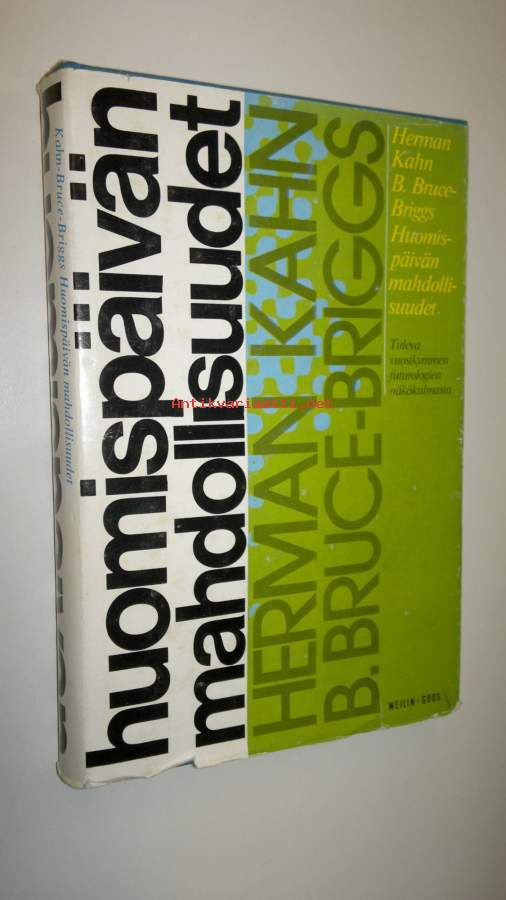 Kahn-Bruce-Briggs Huomispäivän mahdollisuudet
huomispäivän
mahdollisuudet
HERMAN KAHN
B. BRUCE-BRIGGS
Herman
Kahn
B. Bruce-
Briggs
Huomis-
päivän
mahdolli-
suudet
Tuleva
vuosikymmen
futurologien
näkökulmasta
WEILIN+GÖÖS
Antikvariaatti.net